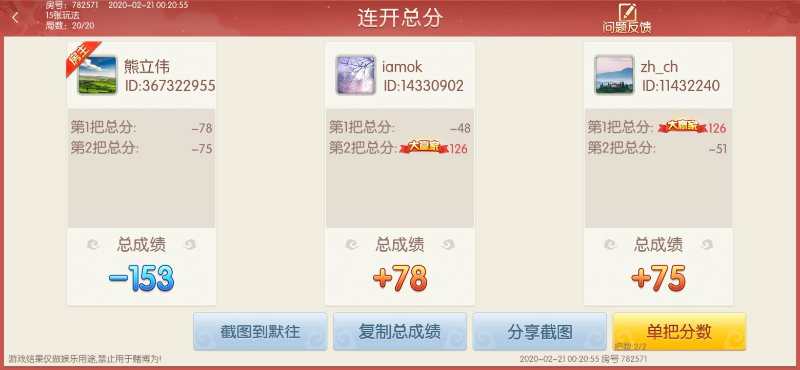 房号：782571 2020-02-21 00:20:55
15张玩法
局数：20/20
连开总分
问题反馈
房主
熊立伟
ID:367322955
第1把总分: -78
第2把总分: -75
总成绩
-153
iamok
ID:14330902
第1把总分: -48
第2把总分: 大赢家 126
总成绩
+78
zh_ch
ID:11432240
第1把总分: 大赢家 126
第2把总分: -51
总成绩
+75
截图到默往
复制总成绩
分享截图
单把分数
把数:2/2
游戏结果仅做娱乐用途,禁止用于赌博为!
2020-02-21 00:20:55 房号 782571